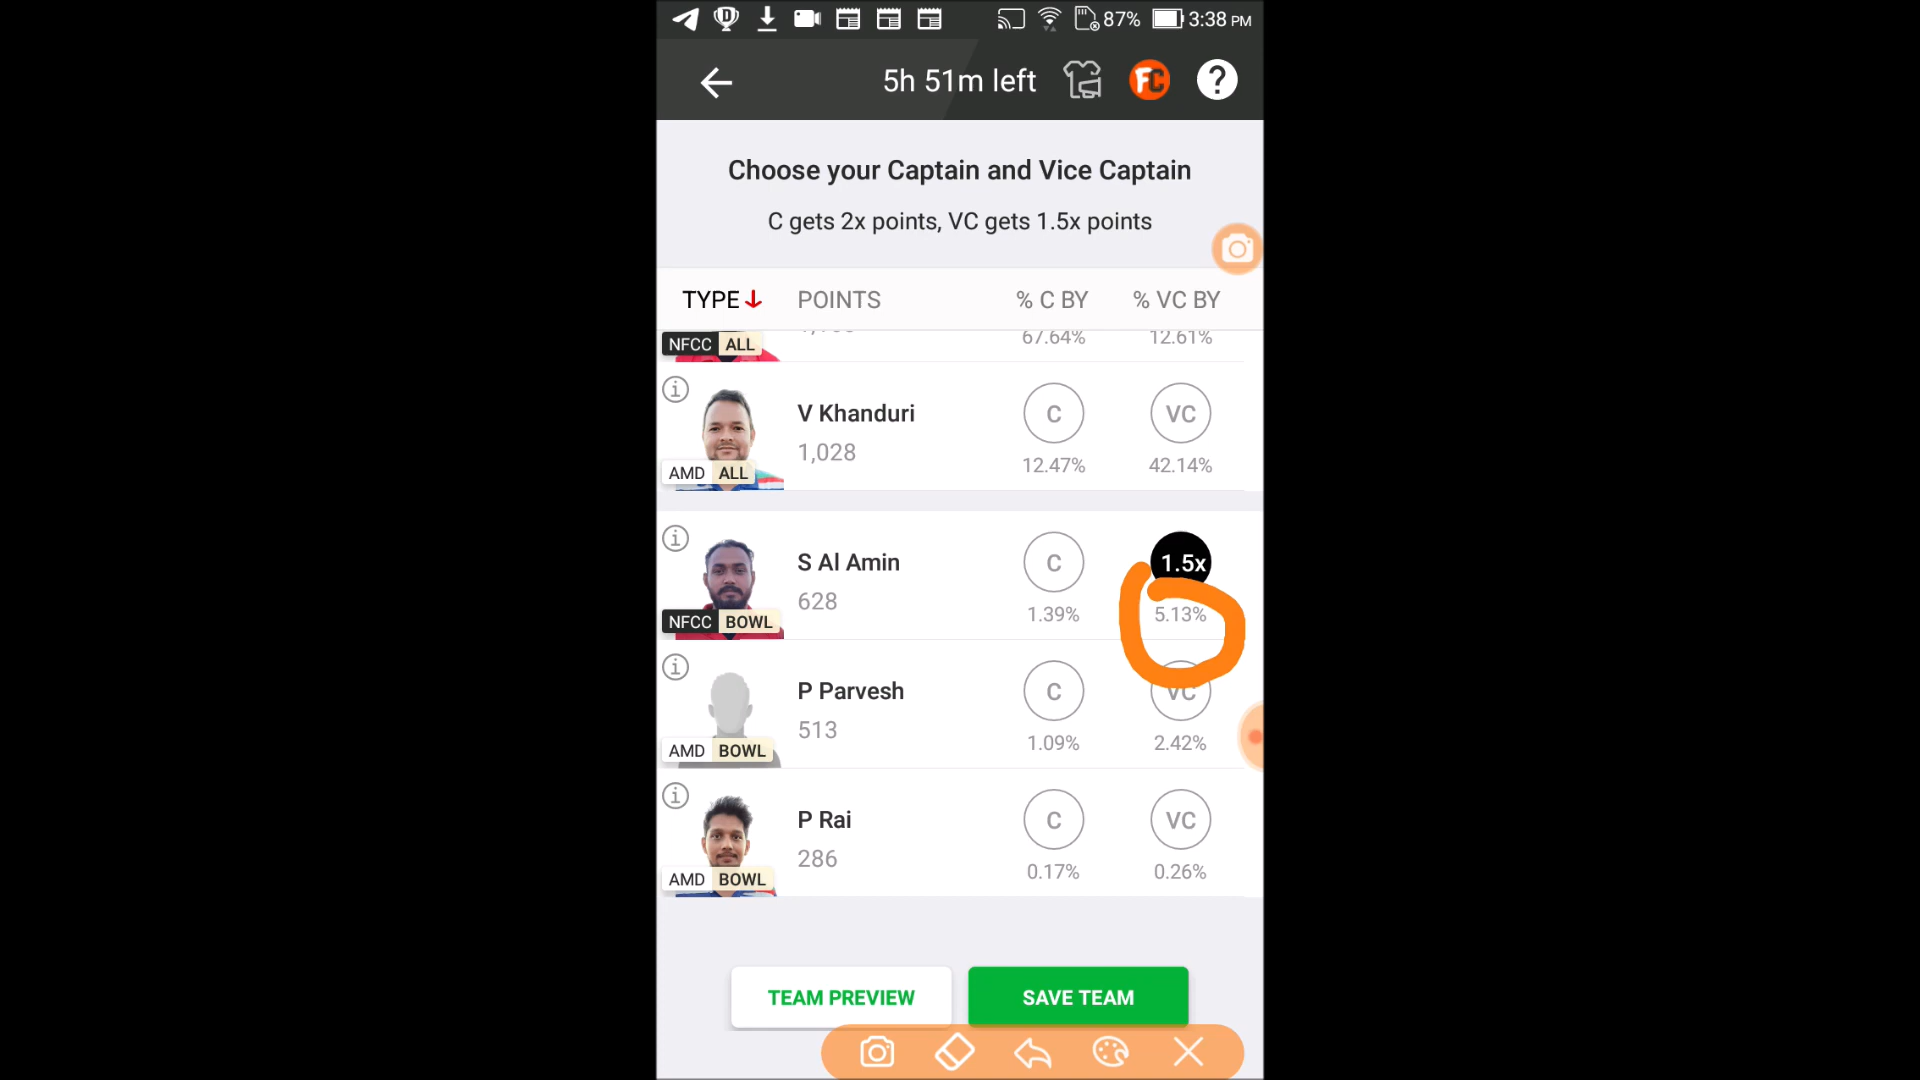 87% 3:38 PM
5h 51m left FC ?
Choose your Captain and Vice Captain
C gets 2x points, VC gets 1.5x points
TYPE POINTS % C BY % VC BY
NFCC ALL 67.64% 12.61%
V Khanduri C VC
1,028 12.47% 42.14%
AMD ALL
S Al Amin C 1.5x
628 1.39% 5.13%
NFCC BOWL
P Parvesh C VC
513 1.09% 2.42%
AMD BOWL
P Rai C VC
286 0.17% 0.26%
AMD BOWL
TEAM PREVIEW SAVE TEAM